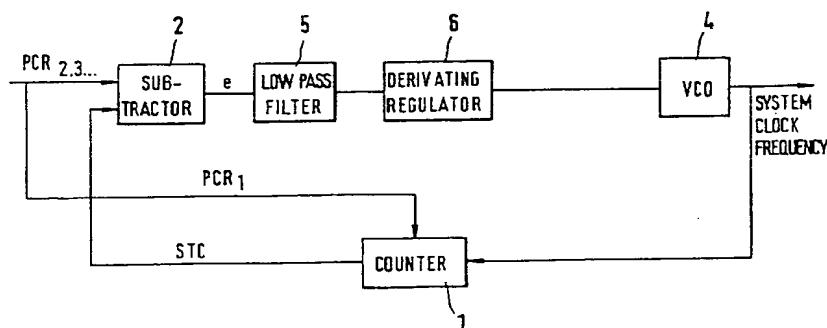 2
5
6
4
PCR 2,3...
SUB-
TRACTOR
e
LOW PASS
FILTER
DERIVATING
REGULATOR
VCO
SYSTEM
CLOCK
FREQUENCY
PCR 1
STC
COUNTER